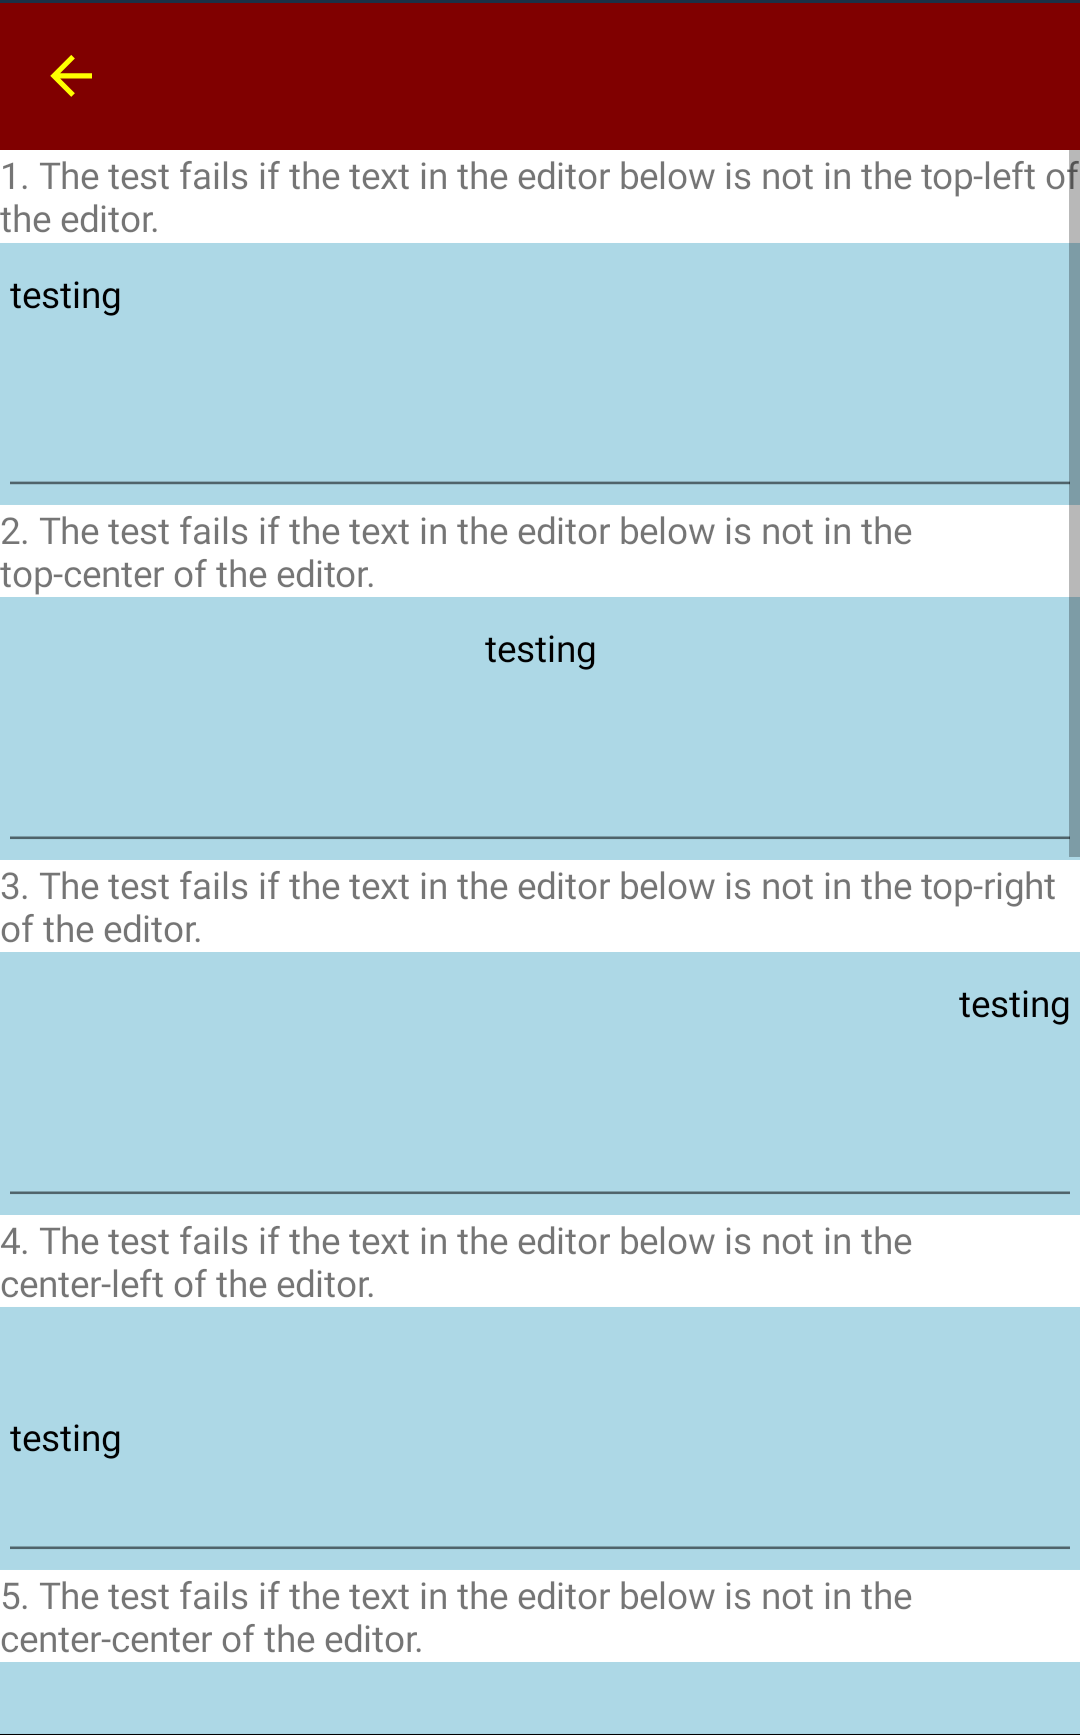 1. The test fails if the text in the editor below is not in the top-left of
the editor.
testing
2. The test fails if the text in the editor below is not in the
top-center of the editor.
testing
3. The test fails if the text in the editor below is not in the top-right
of the editor.
testing
4. The test fails if the text in the editor below is not in the
center-left of the editor.
testing
5. The test fails if the text in the editor below is not in the
center-center of the editor.